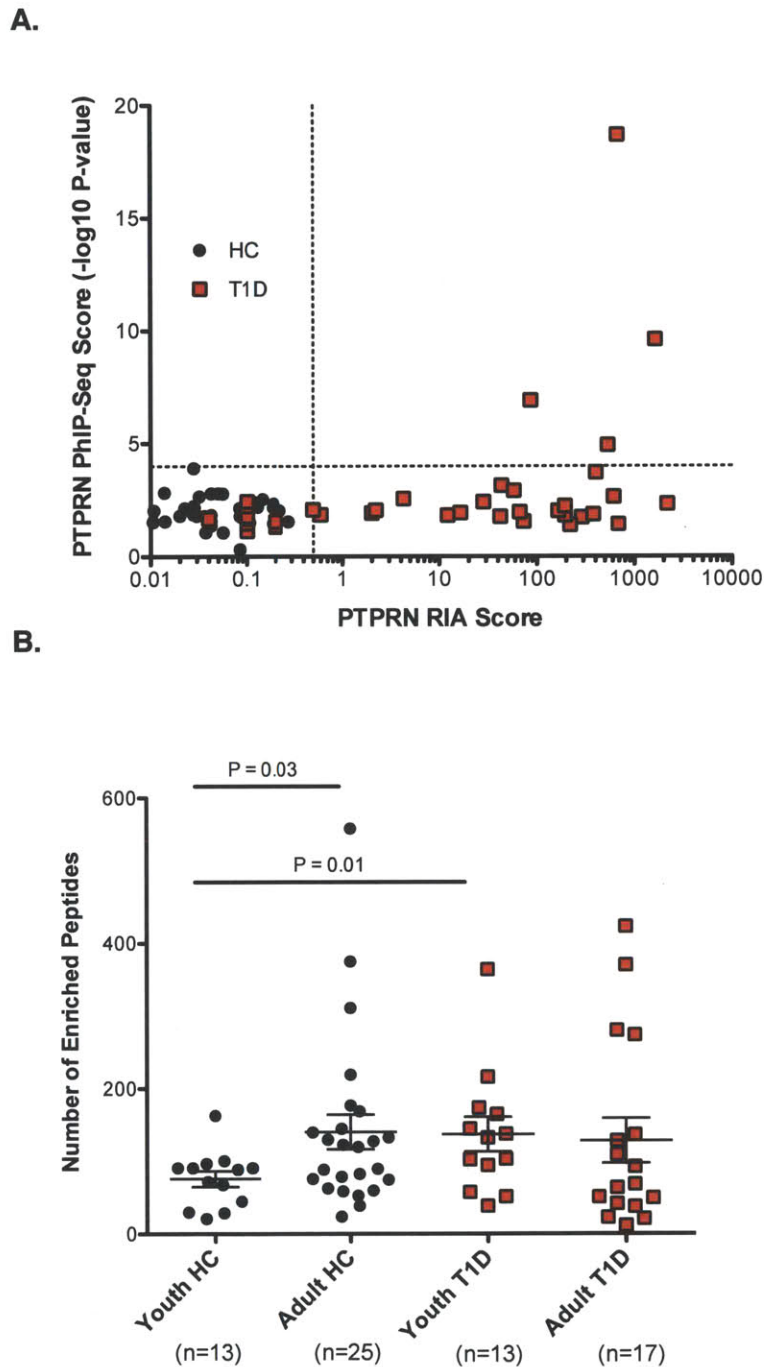 A.
PTPRN PhIP-Seq Score (-log10 P-value)
20
15
10
5
0
HC
T1D
0.01 0.1 1 10 100 1000 10000
PTPRN RIA Score
B.
Number of Enriched Peptides
600
400
200
0
P = 0.03
P = 0.01
Youth HC
Adult HC
Youth T1D
Adult T1D
(n=13) (n=25) (n=13) (n=17)